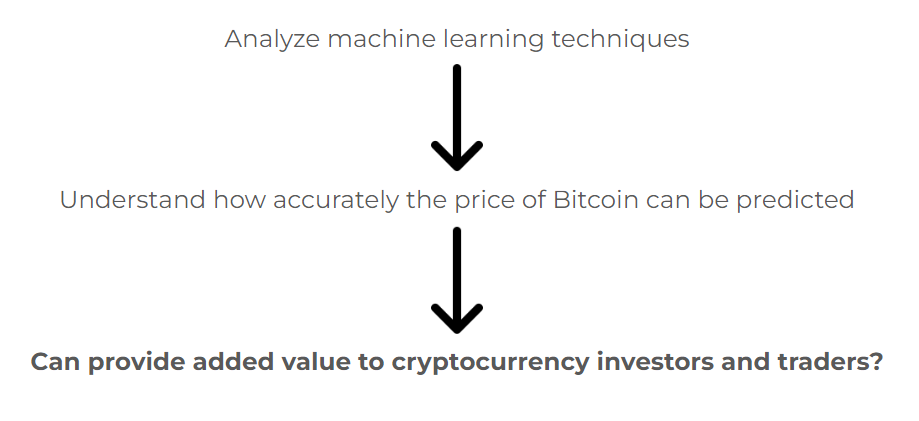 Analyze machine learning techniques
Understand how accurately the price of Bitcoin can be predicted
Can provide added value to cryptocurrency investors and traders?